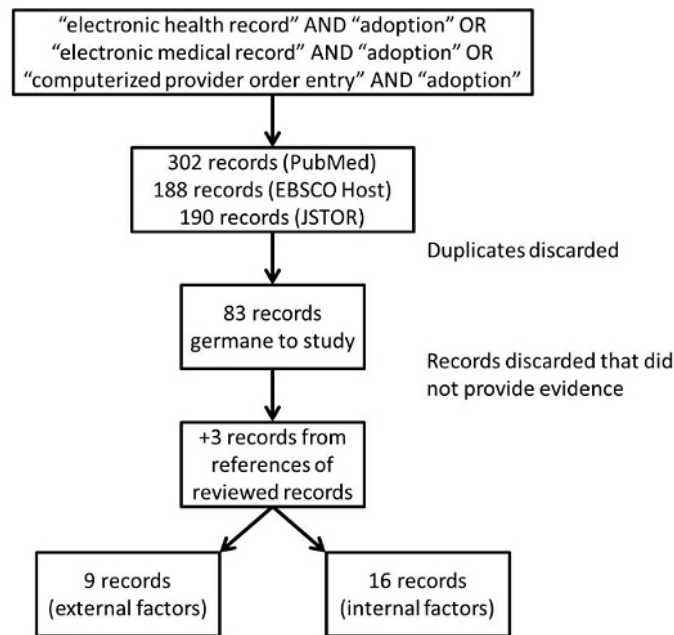 “electronic health record” AND “adoption” OR
“electronic medical record” AND “adoption” OR
“computerized provider order entry” AND “adoption”
302 records (PubMed)
188 records (EBSCO Host)
190 records (JSTOR)
Duplicates discarded
83 records
germane to study
Records discarded that did
not provide evidence
+3 records from
references of
reviewed records
9 records
(external factors)
16 records
(internal factors)